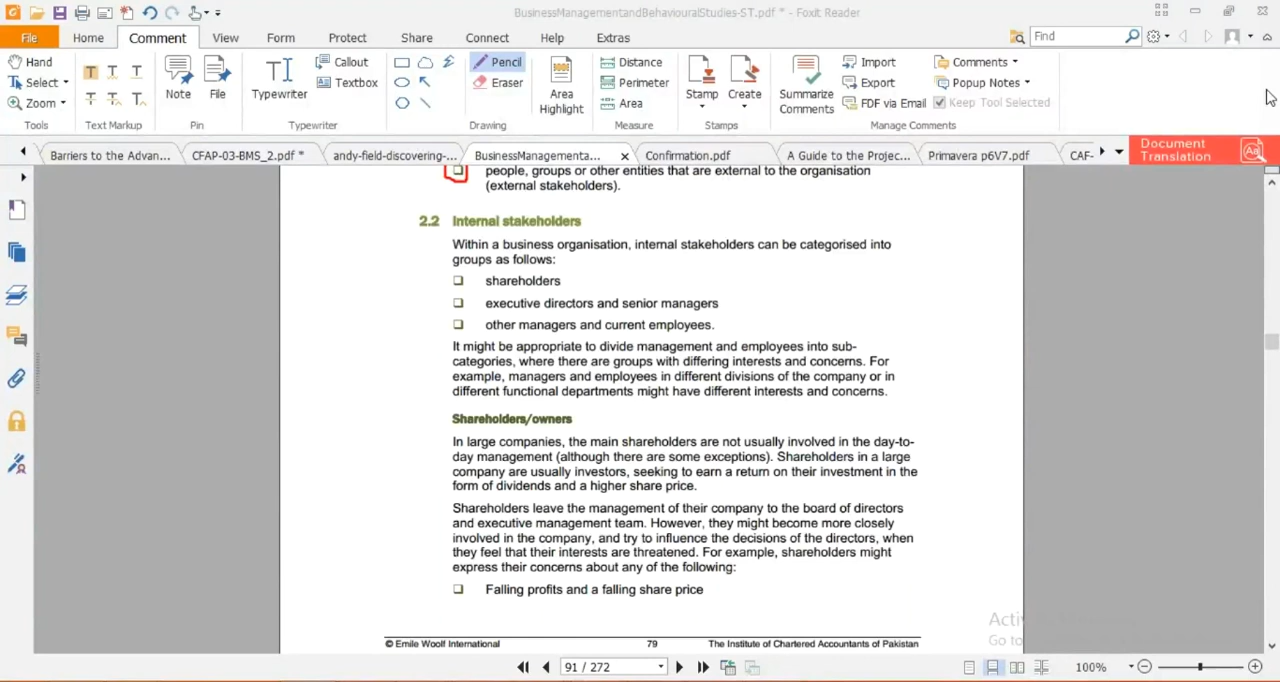 BusinessManagementandBehaviouralStudies-ST.pdf * - Foxit Reader
File Home Comment View Form Protect Share Connect Help Extras Find
Hand
Select
Zoom
Tools
Text Markup
Note
File
Pin
Typewriter
Callout
Textbox
Typewriter
Pencil
Eraser
Area Highlight
Drawing
Distance
Perimeter
Area
Measure
Stamp
Create
Stamps
Summarize Comments
Import
Export
FDF via Email
Comments
Popup Notes
Keep Tool Selected
Manage Comments
Barriers to the Advan... CFAP-03-BMS_2.pdf * andy-field-discovering-... BusinessManagementa... Confirmation.pdf A Guide to the Projec... Primavera p6V7.pdf CAF-
Document Translation
people, groups or other entities that are external to the organisation
(external stakeholders).
2.2 Internal stakeholders
Within a business organisation, internal stakeholders can be categorised into
groups as follows:
❑ shareholders
❑ executive directors and senior managers
❑ other managers and current employees.
It might be appropriate to divide management and employees into sub-
categories, where there are groups with differing interests and concerns. For
example, managers and employees in different divisions of the company or in
different functional departments might have different interests and concerns.
Shareholders/owners
In large companies, the main shareholders are not usually involved in the day-to-
day management (although there are some exceptions). Shareholders in a large
company are usually investors, seeking to earn a return on their investment in the
form of dividends and a higher share price.
Shareholders leave the management of their company to the board of directors
and executive management team. However, they might become more closely
involved in the company, and try to influence the decisions of the directors, when
they feel that their interests are threatened. For example, shareholders might
express their concerns about any of the following:
❑ Falling profits and a falling share price
© Emile Woolf International 79 The Institute of Chartered Accountants of Pakistan
Go to
91 / 272
100%